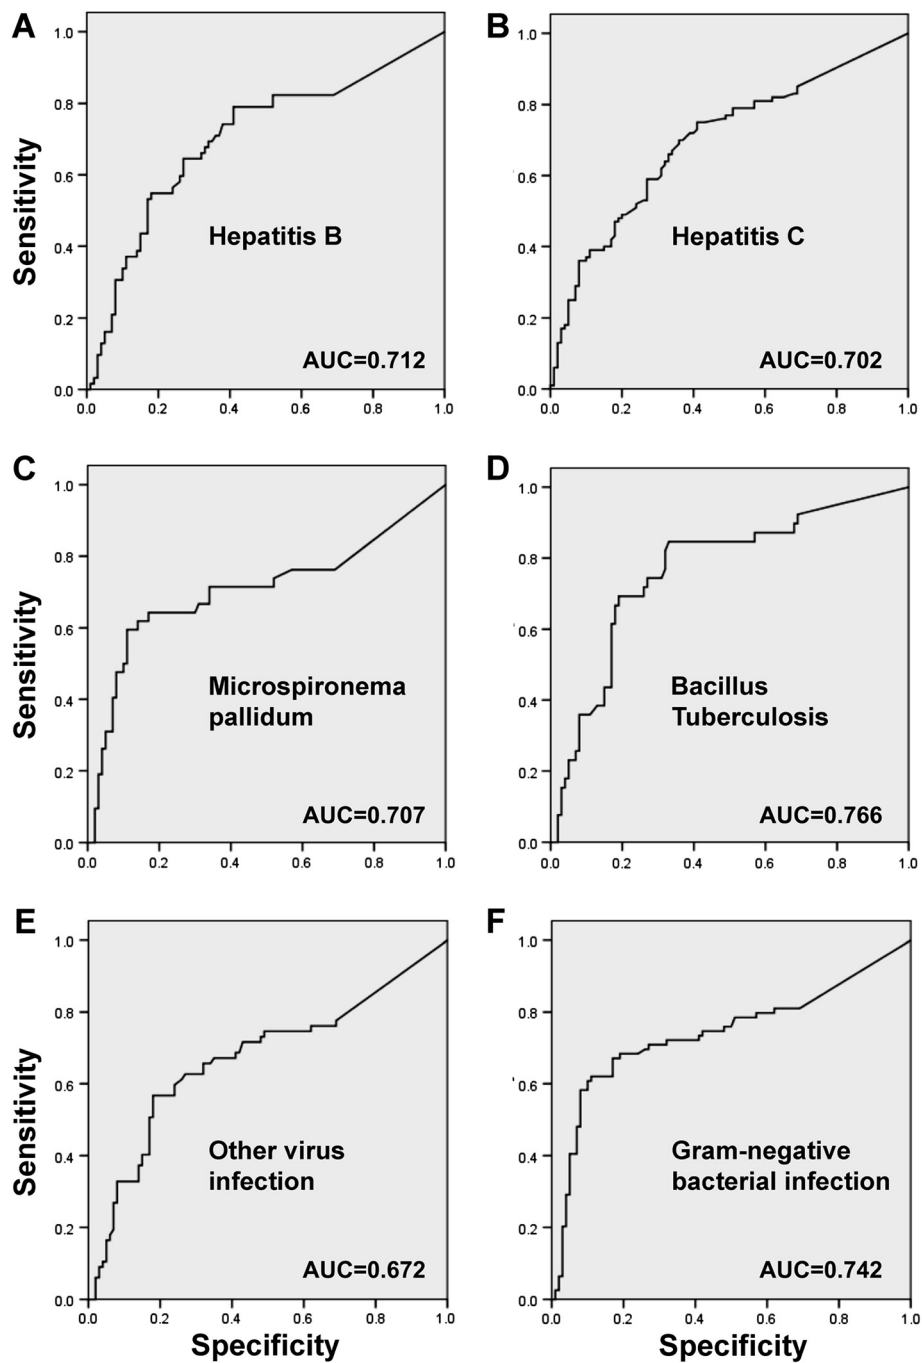 A
B
1.0
0.8
0.6
0.4
0.2
0.0
Sensitivity
Hepatitis B
AUC=0.712
0.0 0.2 0.4 0.6 0.8 1.0
1.0
0.8
0.6
0.4
0.2
0.0
Hepatitis C
AUC=0.702
0.0 0.2 0.4 0.6 0.8 1.0
C
D
1.0
0.8
0.6
0.4
0.2
0.0
Sensitivity
Microspironema
pallidum
AUC=0.707
0.0 0.2 0.4 0.6 0.8 1.0
1.0
0.8
0.6
0.4
0.2
0.0
Bacillus
Tuberculosis
AUC=0.766
0.0 0.2 0.4 0.6 0.8 1.0
E
F
1.0
0.8
0.6
0.4
0.2
0.0
Sensitivity
Other virus
infection
AUC=0.672
0.0 0.2 0.4 0.6 0.8 1.0
Specificity
1.0
0.8
0.6
0.4
0.2
0.0
Gram-negative
bacterial infection
AUC=0.742
0.0 0.2 0.4 0.6 0.8 1.0
Specificity